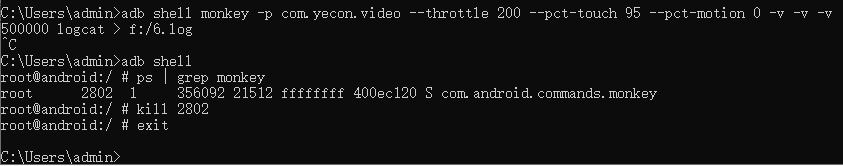 C:\Users\admin>adb shell monkey -p com.yecon.video --throttle 200 --pct-touch 95 --pct-motion 0 -v -v -v
500000 logcat > f:/6.log
^C
C:\Users\admin>adb shell
root@android:/ # ps | grep monkey
root      2802  1     356092 21512 ffffffff 400ec120 S com.android.commands.monkey
root@android:/ # kill 2802
root@android:/ # exit
C:\Users\admin>